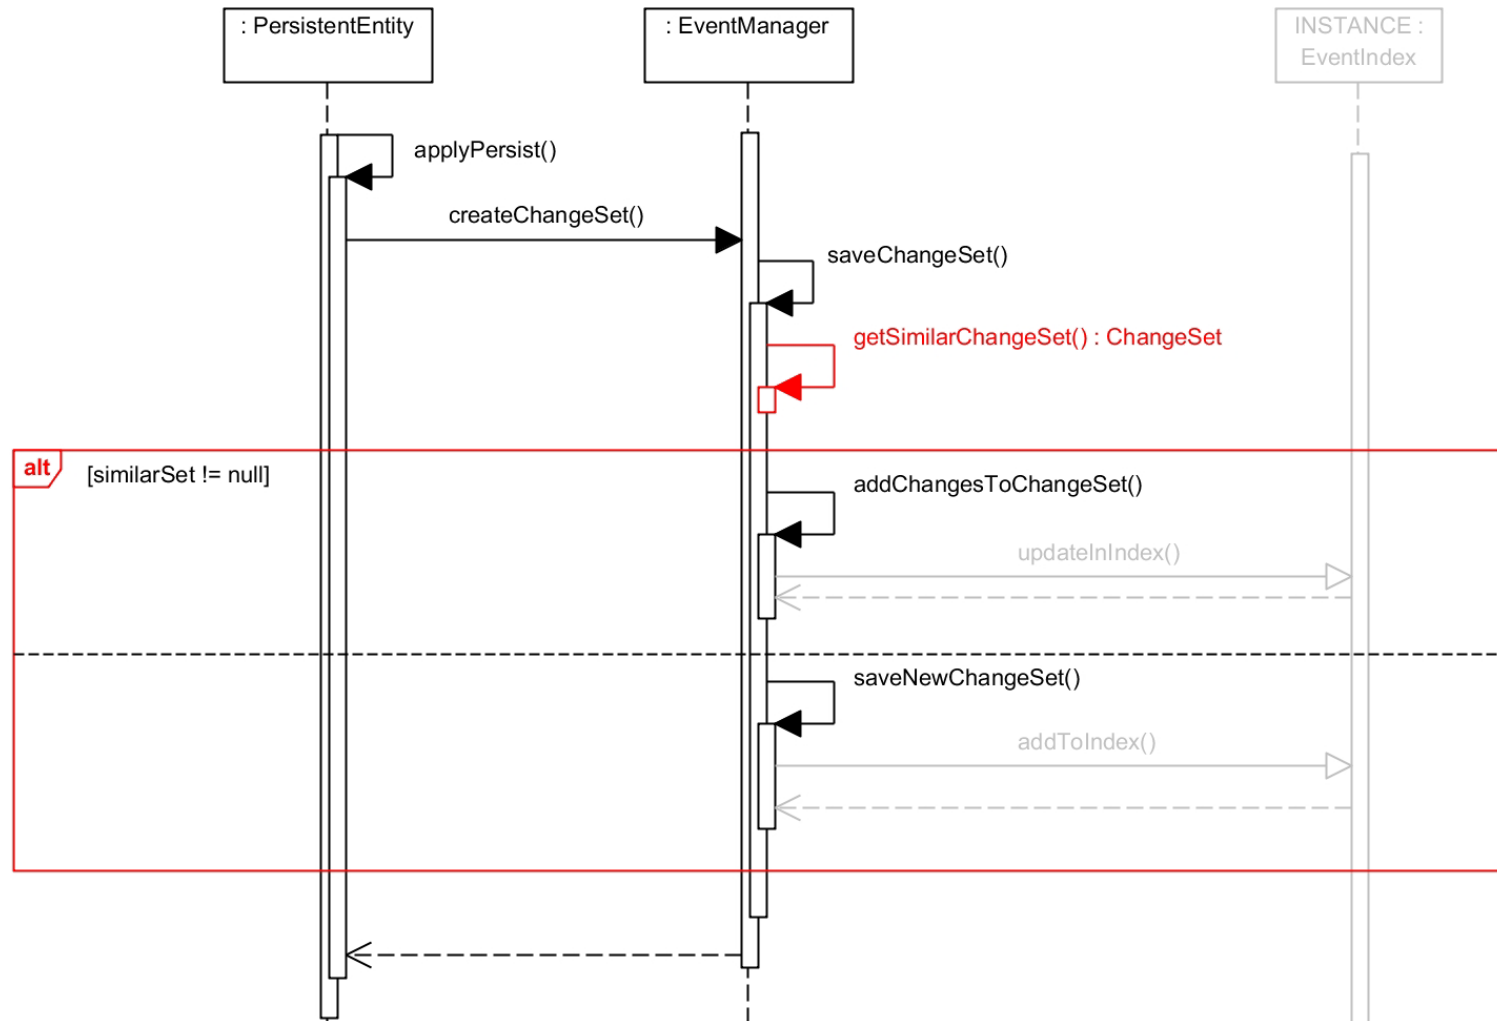 : PersistentEntity
: EventManager
INSTANCE :
EventIndex
applyPersist()
createChangeSet()
saveChangeSet()
getSimilarChangeSet() : ChangeSet
alt
[similarSet != null]
addChangesToChangeSet()
updateInIndex()
saveNewChangeSet()
addToIndex()